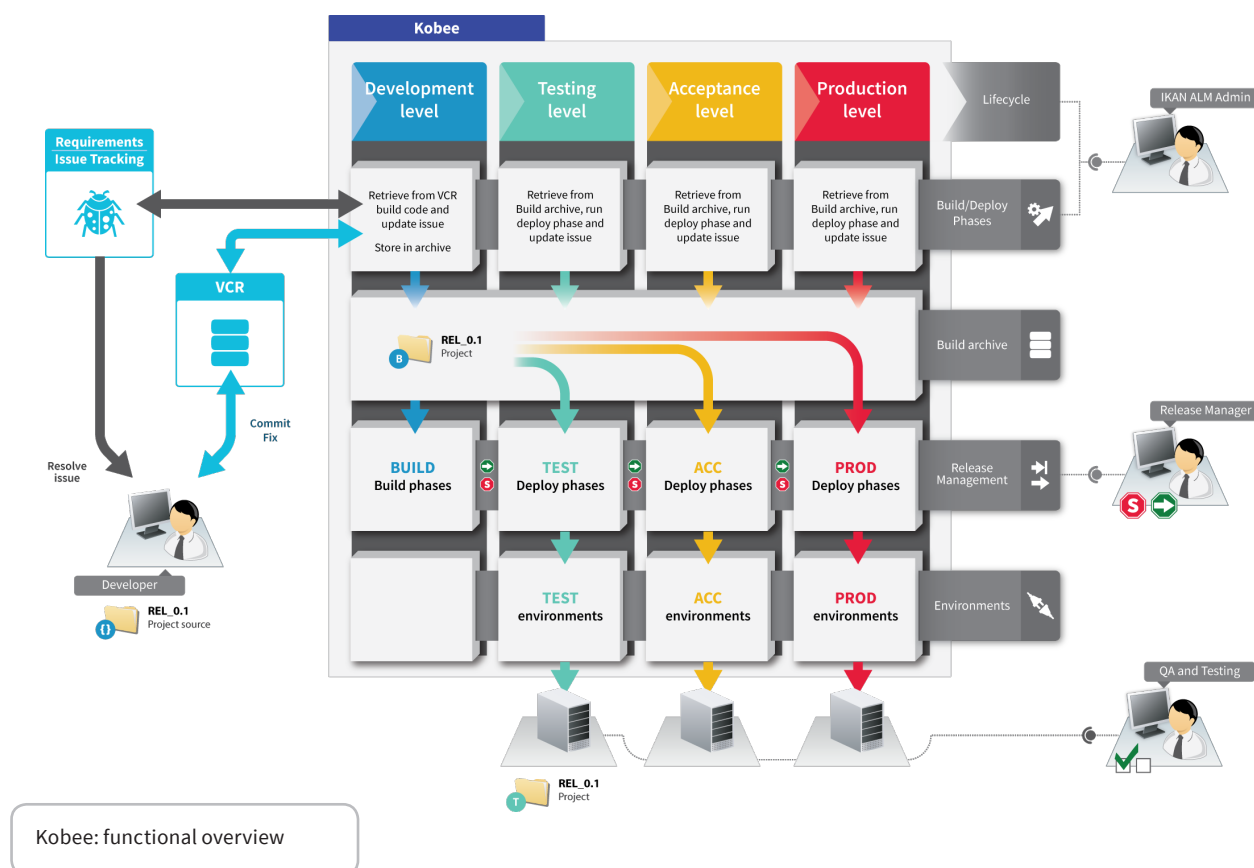 Kobee
Development
level
Testing
level
Acceptance
level
Production
level
Lifecycle
IKAN ALM Admin
Requirements
Issue Tracking
Retrieve from VCR
build code and
update issue
Store in archive
Retrieve from
Build archive, run
deploy phase and
update issue
Retrieve from
Build archive, run
deploy phase and
update issue
Retrieve from
Build archive, run
deploy phase and
update issue
Build/Deploy
Phases
VCR
B
REL_0.1
Project
Build archive
Commit
Fix
Resolve
issue
BUILD
Build phases
S
TEST
Deploy phases
S
ACC
Deploy phases
S
PROD
Deploy phases
Release
Management
Release Manager
S
Developer
{}
REL_0.1
Project source
TEST
environments
ACC
environments
PROD
environments
Environments
QA and Testing
T
REL_0.1
Project
Kobee: functional overview